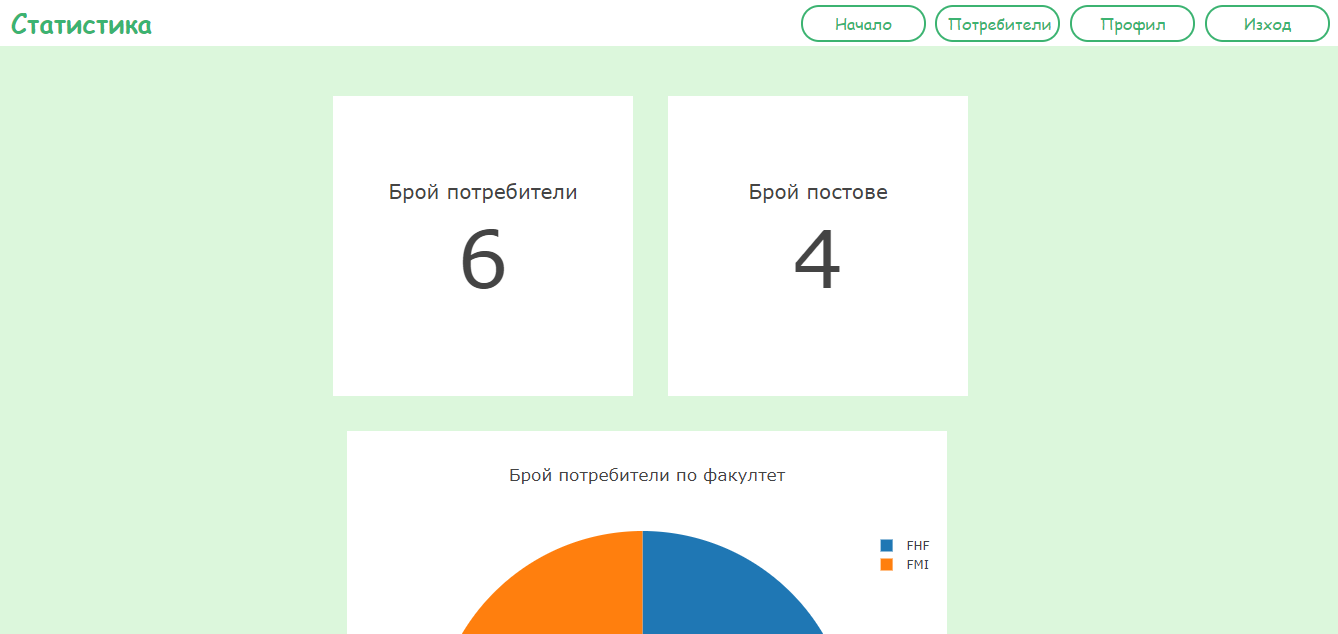 Статистика
Начало
Потребители
Профил
Изход
Брой потребители
6
Брой постове
4
Брой потребители по факултет
FHF
FMI